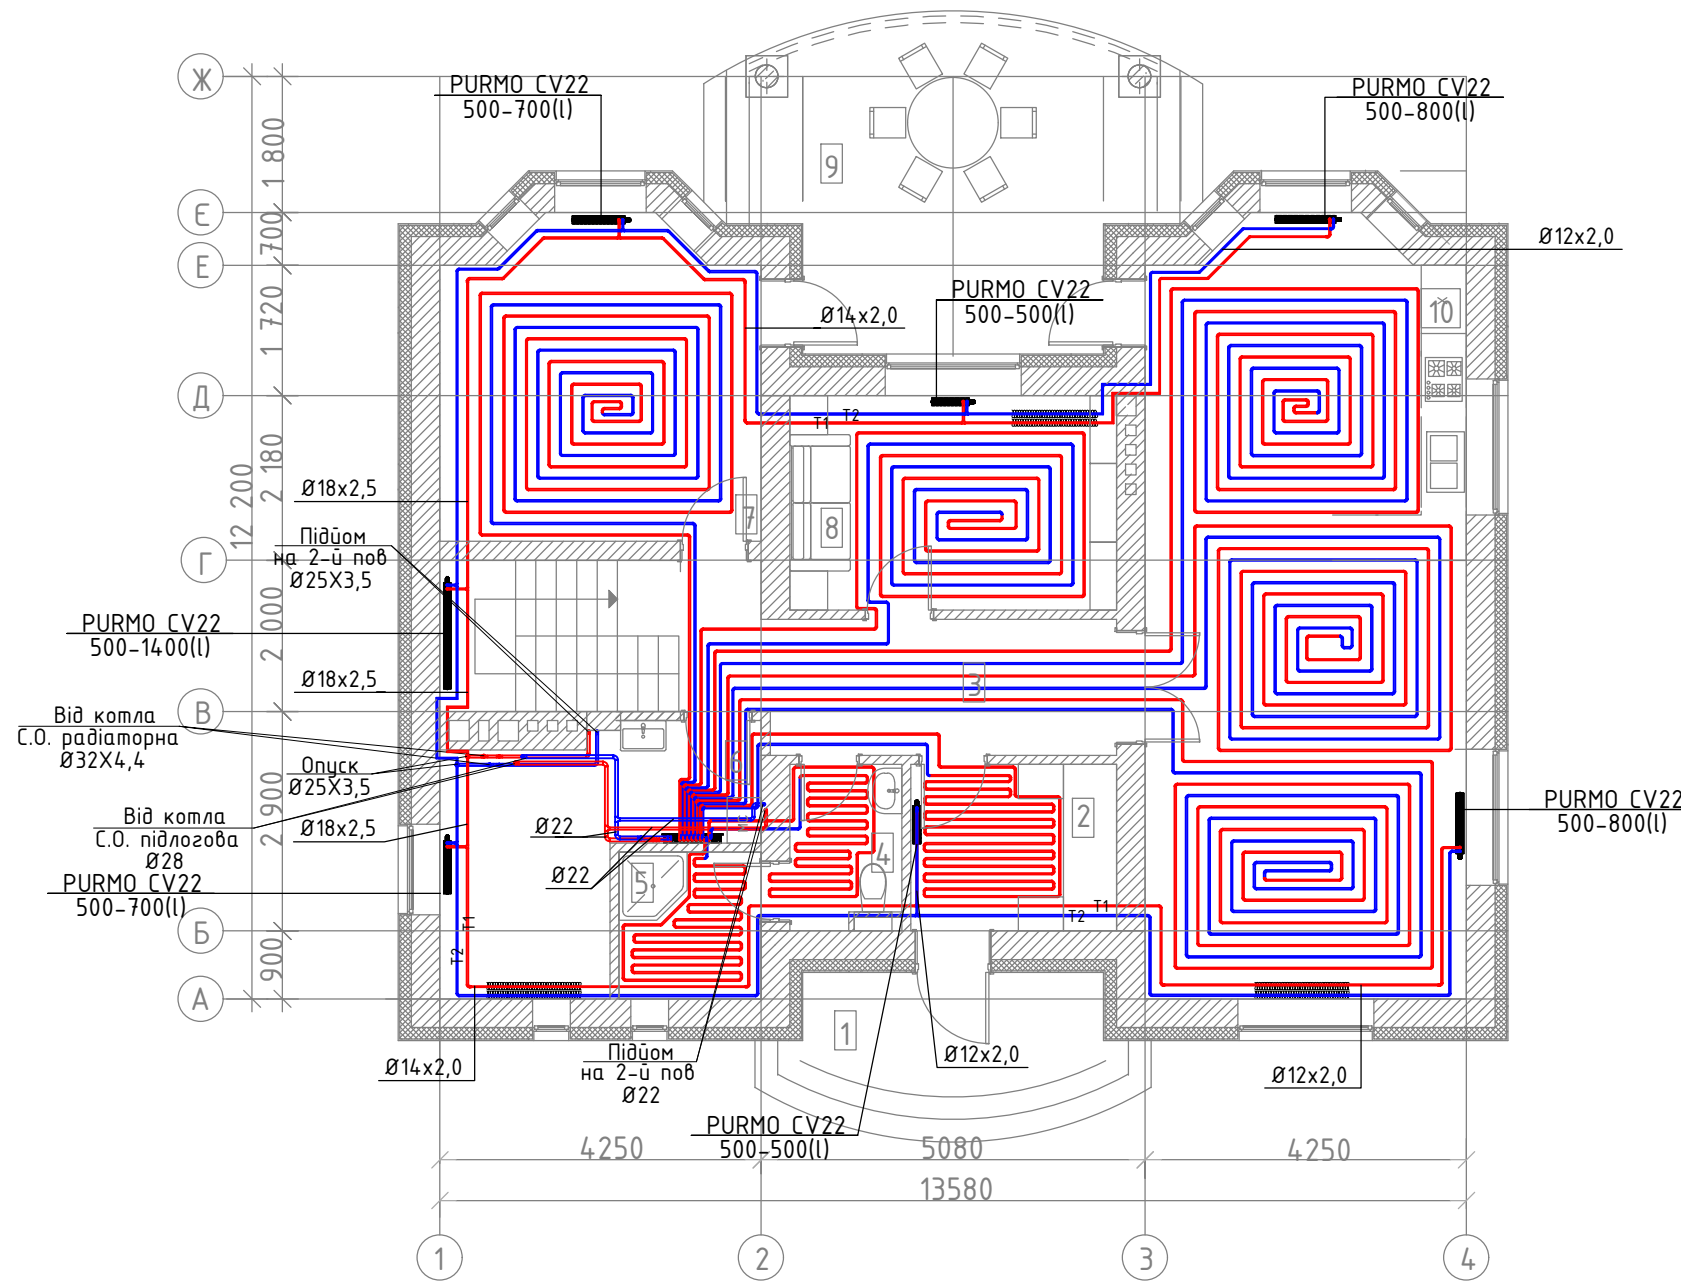 Ж
PURMO CV22
500-700(l)
PURMO CV22
500-800(l)
1 800
9
Є
700
Ø12x2,0
Е
PURMO CV22
500-500(l)
10
1 720
Ø14x2,0
Д
T1 T2
2 180
12 200
Ø18x2,5
7
8
Підйом
на 2-й пов
Ø25X3,5
Г
2 000
PURMO CV22
500-1400(l)
Ø18x2,5
3
В
Від котла
С.О. радіаторна
Ø32X4,4
6
Опуск
Ø25X3,5
Від котла
С.О. підлогова
Ø28
2 900
Ø18x2,5
Ø22
2
PURMO CV22
500-800(l)
4
Ø22
5
PURMO CV22
500-700(l)
Б
T1
T2
T2
T1
900
А
1
Підйом
на 2-й пов
Ø22
Ø14x2,0
Ø12x2,0
Ø12x2,0
PURMO CV22
500-500(l)
4250
5080
4250
13580
1
2
3
4